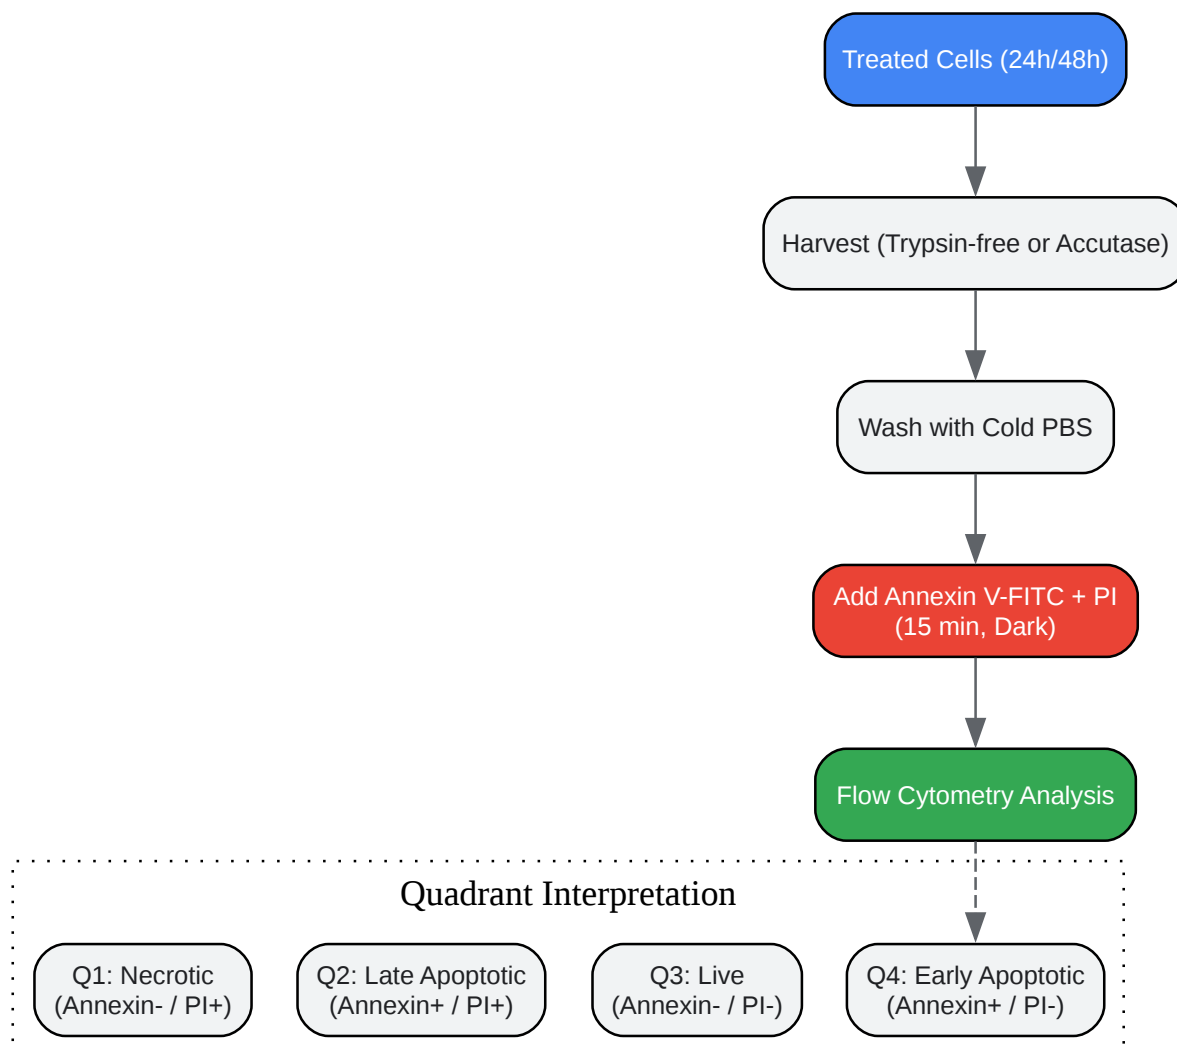 Treated Cells (24h/48h)
Harvest (Trypsin-free or Accutase)
Wash with Cold PBS
Add Annexin V-FITC + PI
(15 min, Dark)
Flow Cytometry Analysis
Quadrant Interpretation
Q1: Necrotic
(Annexin- / PI+)
Q2: Late Apoptotic
(Annexin+ / PI+)
Q3: Live
(Annexin- / PI-)
Q4: Early Apoptotic
(Annexin+ / PI-)